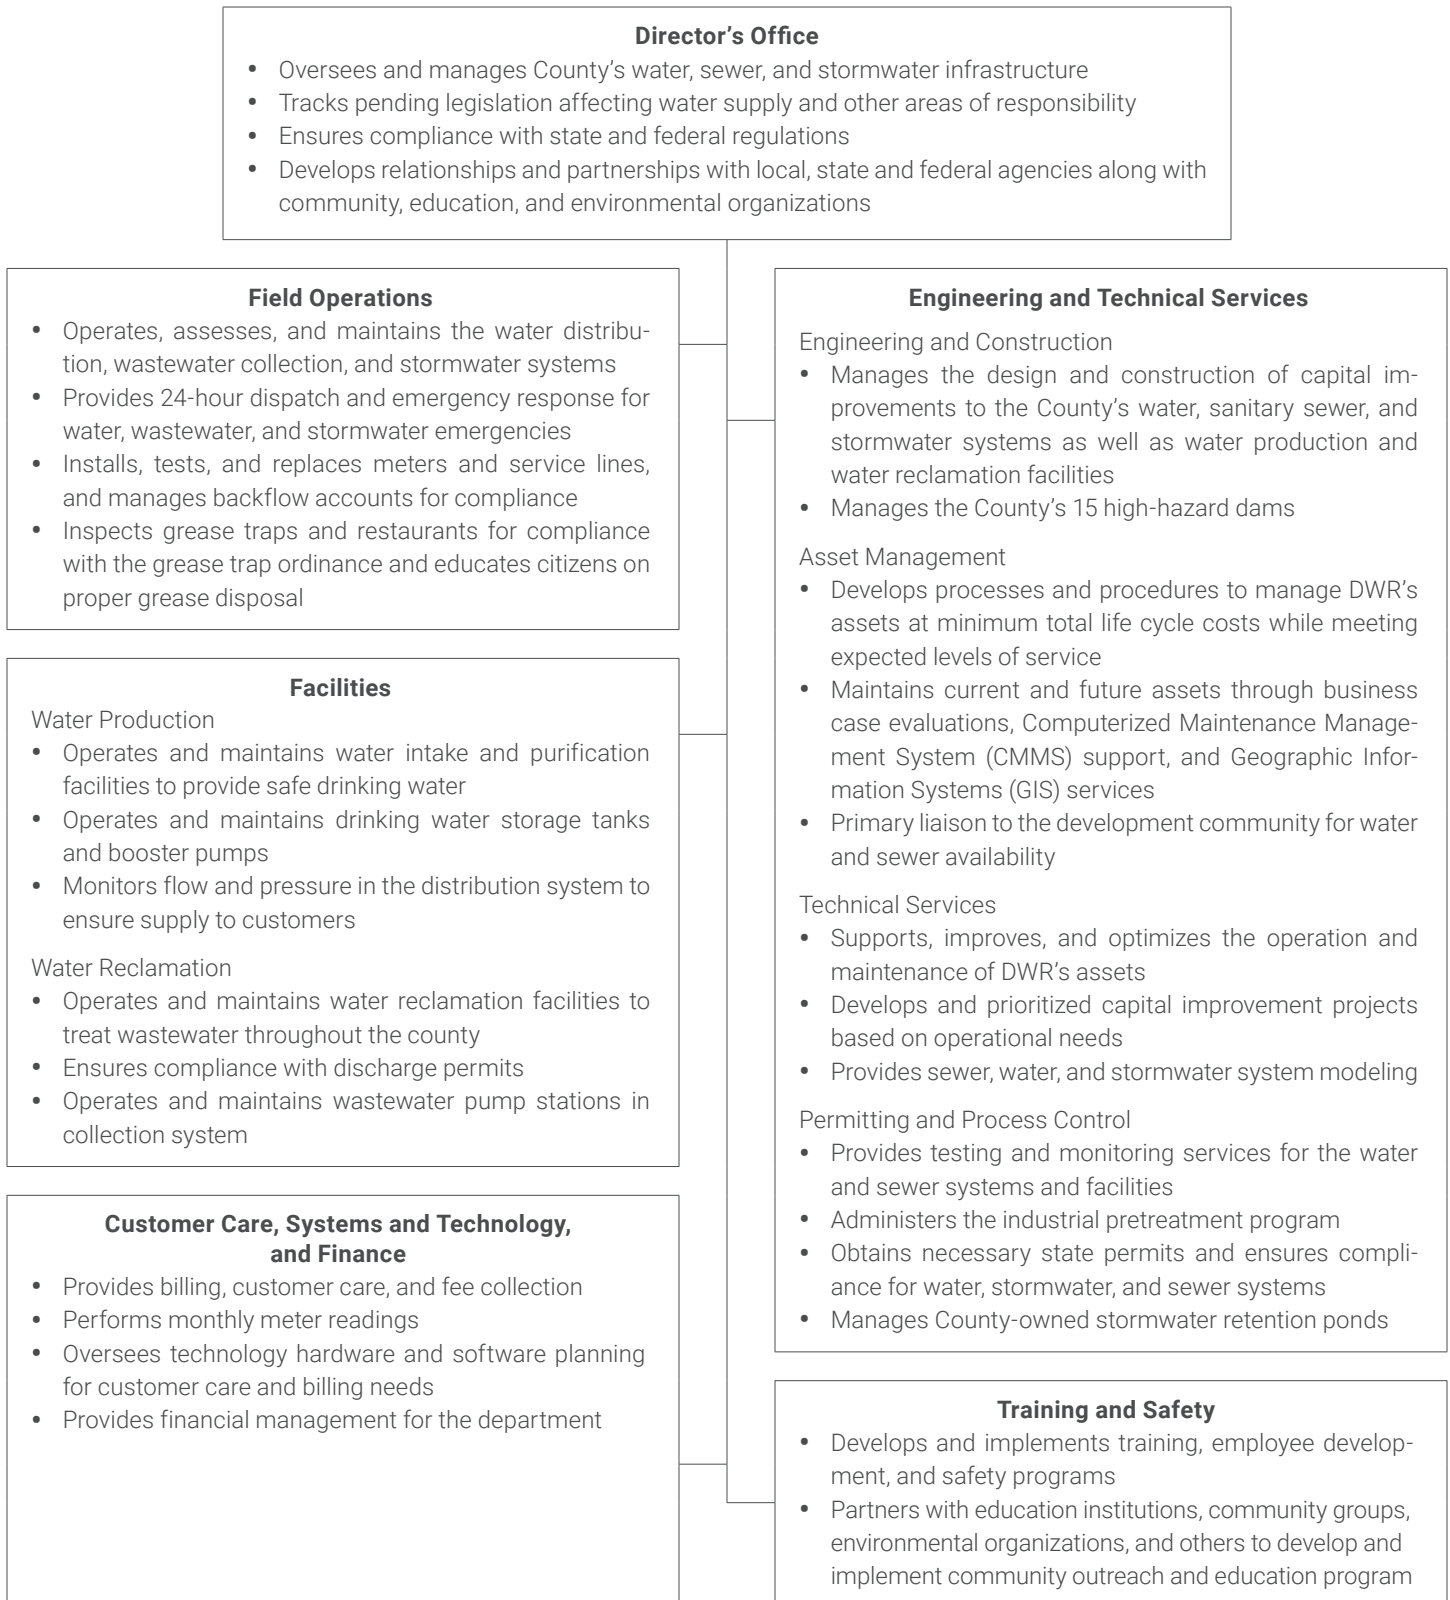 Director’s Office
• Oversees and manages County’s water, sewer, and stormwater infrastructure
• Tracks pending legislation affecting water supply and other areas of responsibility
• Ensures compliance with state and federal regulations
• Develops relationships and partnerships with local, state and federal agencies along with
community, education, and environmental organizations
Field Operations
• Operates, assesses, and maintains the water distribu-
tion, wastewater collection, and stormwater systems
• Provides 24-hour dispatch and emergency response for
water, wastewater, and stormwater emergencies
• Installs, tests, and replaces meters and service lines,
and manages backflow accounts for compliance
• Inspects grease traps and restaurants for compliance
with the grease trap ordinance and educates citizens on
proper grease disposal
Facilities
Water Production
• Operates and maintains water intake and purification
facilities to provide safe drinking water
• Operates and maintains drinking water storage tanks
and booster pumps
• Monitors flow and pressure in the distribution system to
ensure supply to customers
Water Reclamation
• Operates and maintains water reclamation facilities to
treat wastewater throughout the county
• Ensures compliance with discharge permits
• Operates and maintains wastewater pump stations in
collection system
Customer Care, Systems and Technology,
and Finance
• Provides billing, customer care, and fee collection
• Performs monthly meter readings
• Oversees technology hardware and software planning
for customer care and billing needs
• Provides financial management for the department
Engineering and Technical Services
Engineering and Construction
• Manages the design and construction of capital im-
provements to the County’s water, sanitary sewer, and
stormwater systems as well as water production and
water reclamation facilities
• Manages the County’s 15 high-hazard dams
Asset Management
• Develops processes and procedures to manage DWR’s
assets at minimum total life cycle costs while meeting
expected levels of service
• Maintains current and future assets through business
case evaluations, Computerized Maintenance Manage-
ment System (CMMS) support, and Geographic Infor-
mation Systems (GIS) services
• Primary liaison to the development community for water
and sewer availability
Technical Services
• Supports, improves, and optimizes the operation and
maintenance of DWR’s assets
• Develops and prioritized capital improvement projects
based on operational needs
• Provides sewer, water, and stormwater system modeling
Permitting and Process Control
• Provides testing and monitoring services for the water
and sewer systems and facilities
• Administers the industrial pretreatment program
• Obtains necessary state permits and ensures compli-
ance for water, stormwater, and sewer systems
• Manages County-owned stormwater retention ponds
Training and Safety
• Develops and implements training, employee develop-
ment, and safety programs
• Partners with education institutions, community groups,
environmental organizations, and others to develop and
implement community outreach and education program